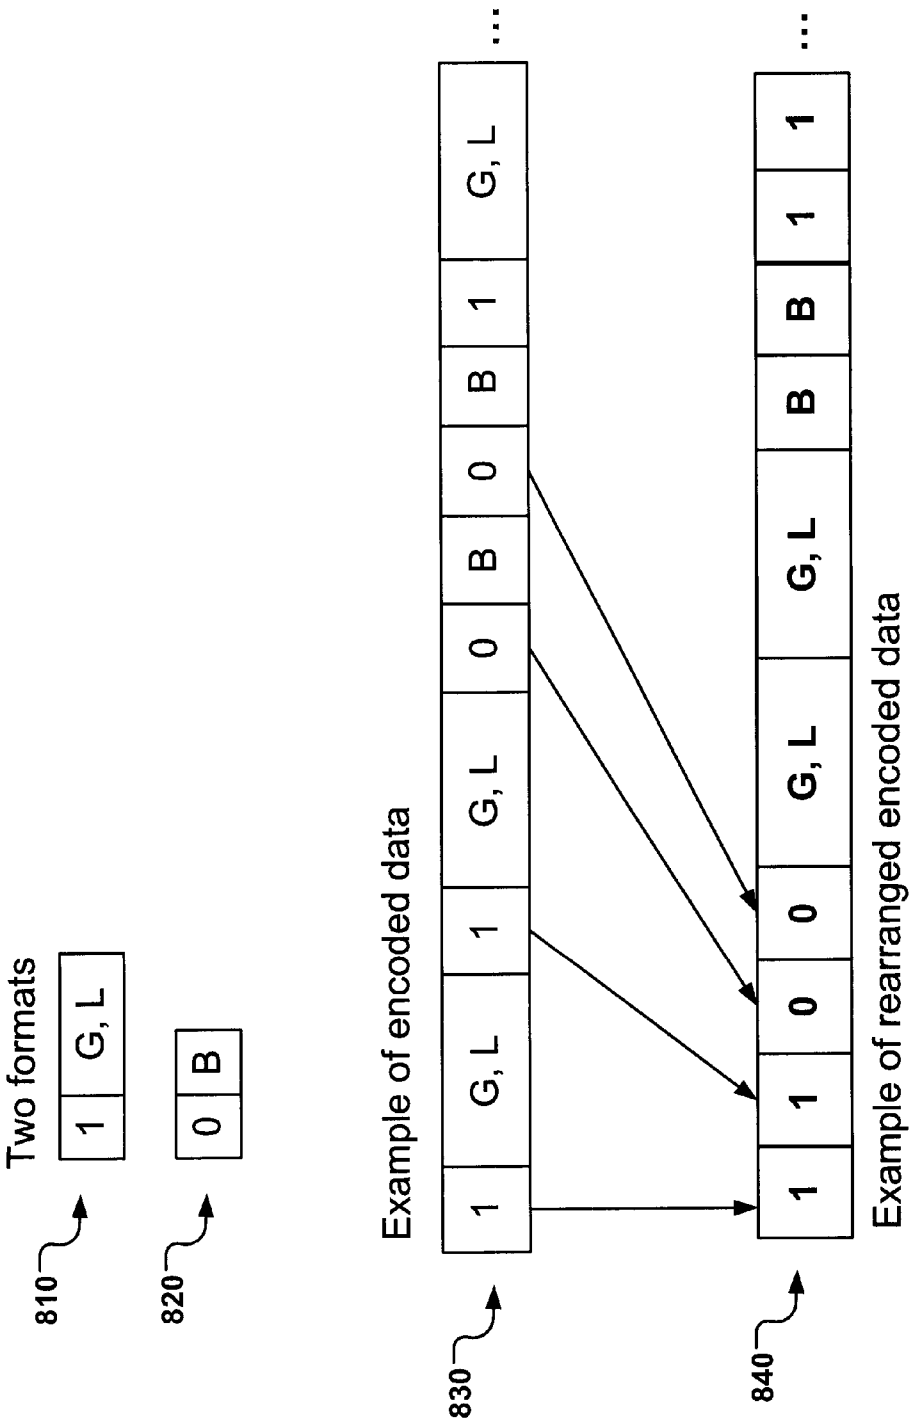 Two formats
810
1 G, L
820
0 B
Example of encoded data
830
1 G, L 1 G, L 0 B 0 B 1 G, L ...
840
1 1 0 0 G, L G, L B B 1 1 ...
Example of rearranged encoded data